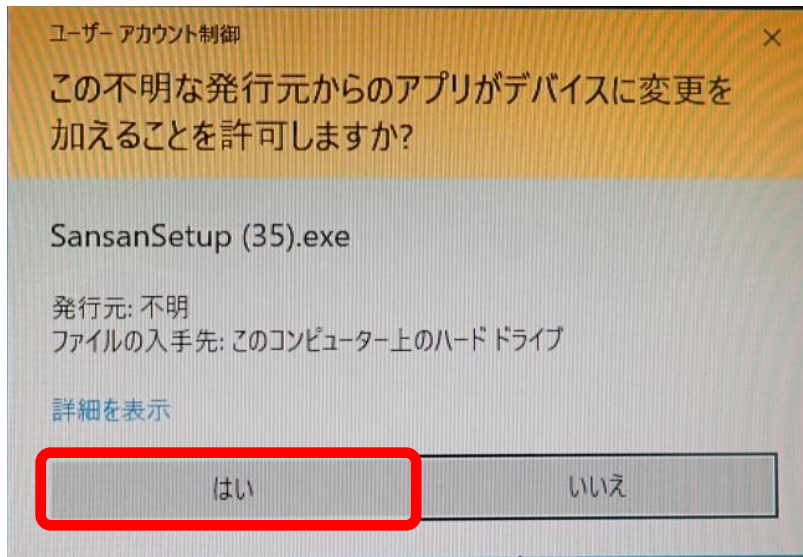 ユーザー アカウント制御
この不明な発行元からのアプリがデバイスに変更を
加えることを許可しますか?
SansanSetup (35).exe
発行元: 不明
ファイルの入手先: このコンピューター上のハード ドライブ
詳細を表示
はい
いいえ